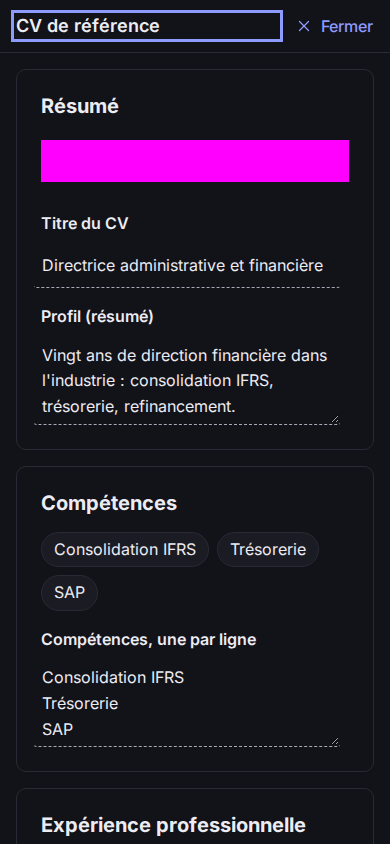 CV de référence
Fermer
Résumé
Titre du CV
Directrice administrative et financière
Profil (résumé)
Vingt ans de direction financière dans
l'industrie : consolidation IFRS,
trésorerie, refinancement.
Compétences
Consolidation IFRS
Trésorerie
SAP
Compétences, une par ligne
Consolidation IFRS
Trésorerie
SAP
Expérience professionnelle